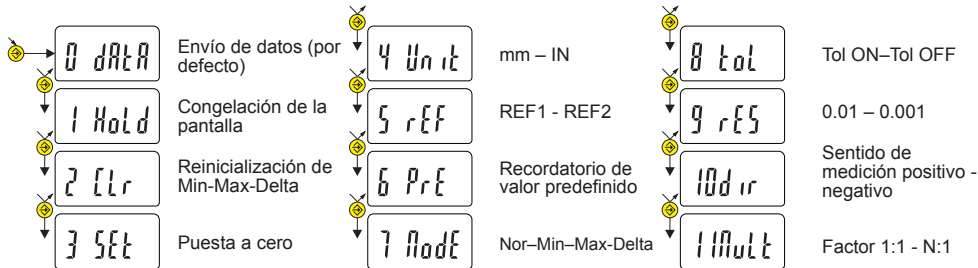 0 dAtA
Envío de datos (por
defecto)
1 Hold
Congelación de la
pantalla
2 Clr
Reinicialización de
Min-Max-Delta
3 SEt
Puesta a cero
4 Unit
mm – IN
5 rEF
REF1 - REF2
6 PrE
Recordatorio de
valor predefinido
7 ModE
Nor–Min–Max-Delta
8 tol
Tol ON–Tol OFF
9 rES
0.01 – 0.001
10dir
Sentido de
medición positivo -
negativo
11Mult
Factor 1:1 - N:1